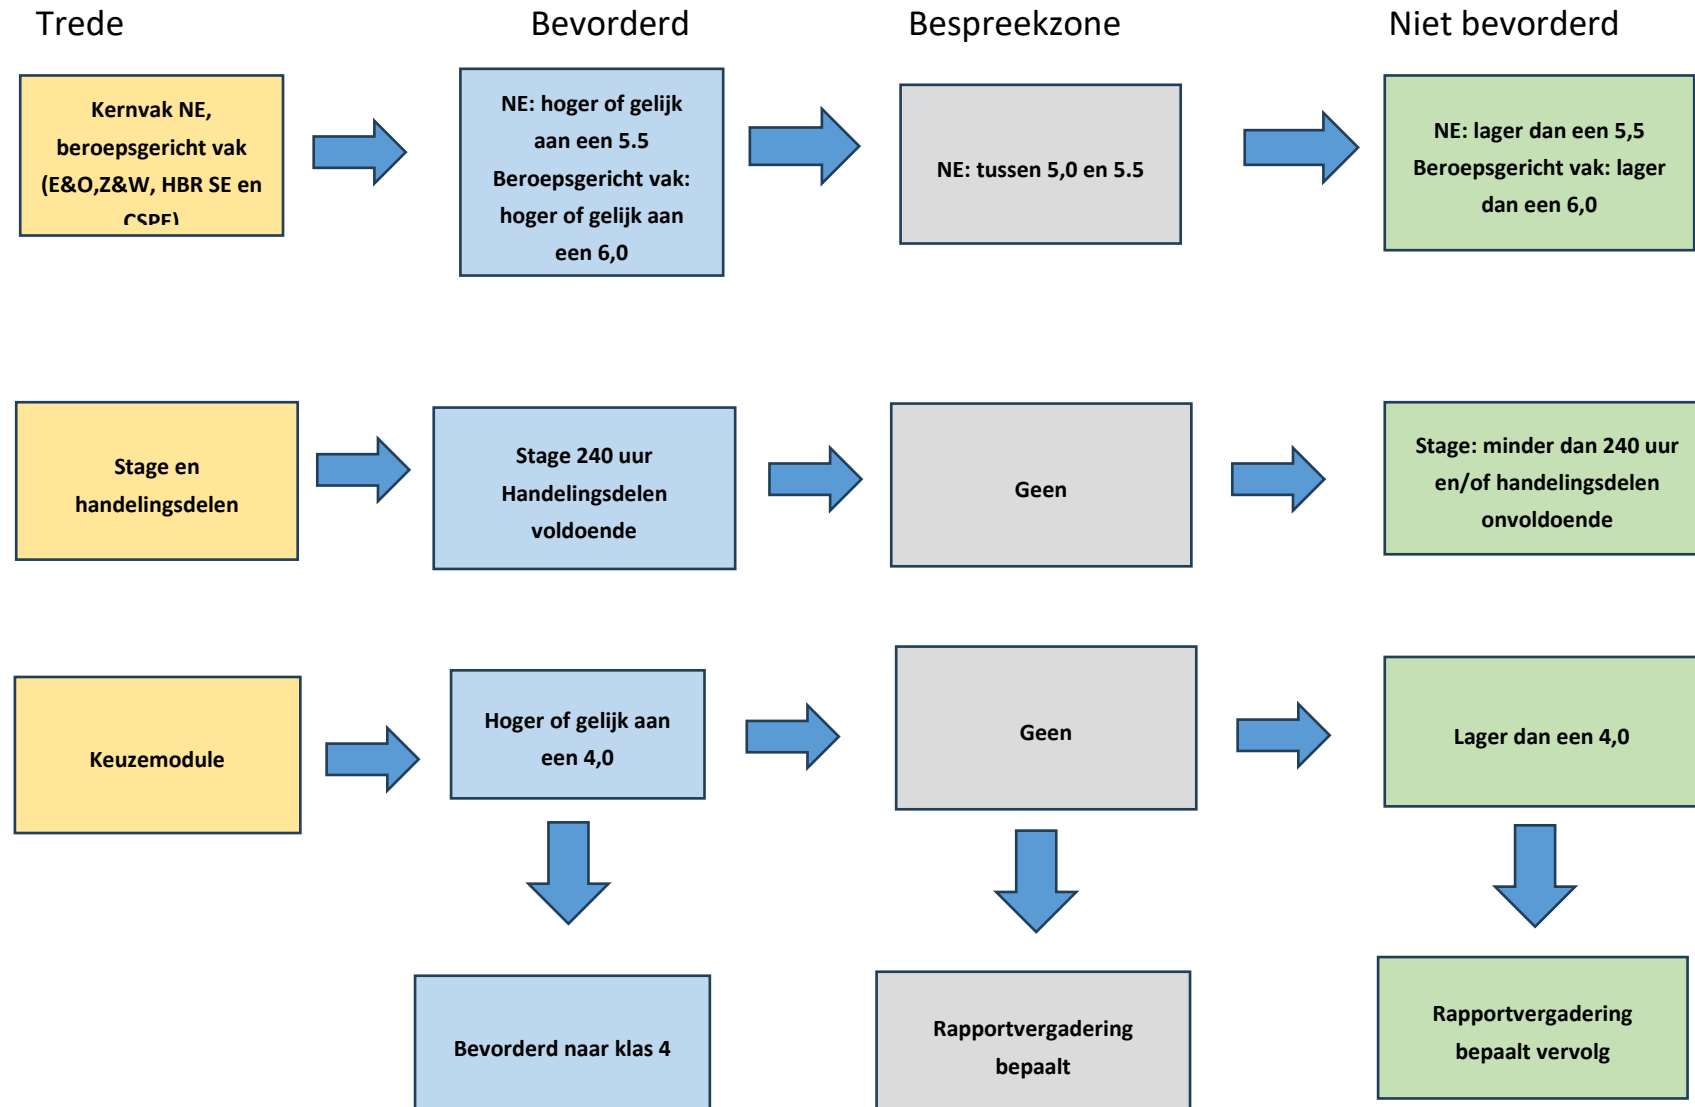 Trede
Bevorderd
Bespreekzone
Niet bevorderd
Kernvak NE,
beroepsgericht vak
(E&O,Z&W, HBR SE en
CSPE)
NE: hoger of gelijk
aan een 5.5
Beroepsgericht vak:
hoger of gelijk aan
een 6,0
NE: tussen 5,0 en 5.5
NE: lager dan een 5,5
Beroepsgericht vak: lager
dan een 6,0
Stage en
handelingsdelen
Stage 240 uur
Handelingsdelen
voldoende
Geen
Stage: minder dan 240 uur
en/of handelingsdelen
onvoldoende
Keuzemodule
Hoger of gelijk aan
een 4,0
Geen
Lager dan een 4,0
Bevorderd naar klas 4
Rapportvergadering
bepaalt
Rapportvergadering
bepaalt vervolg